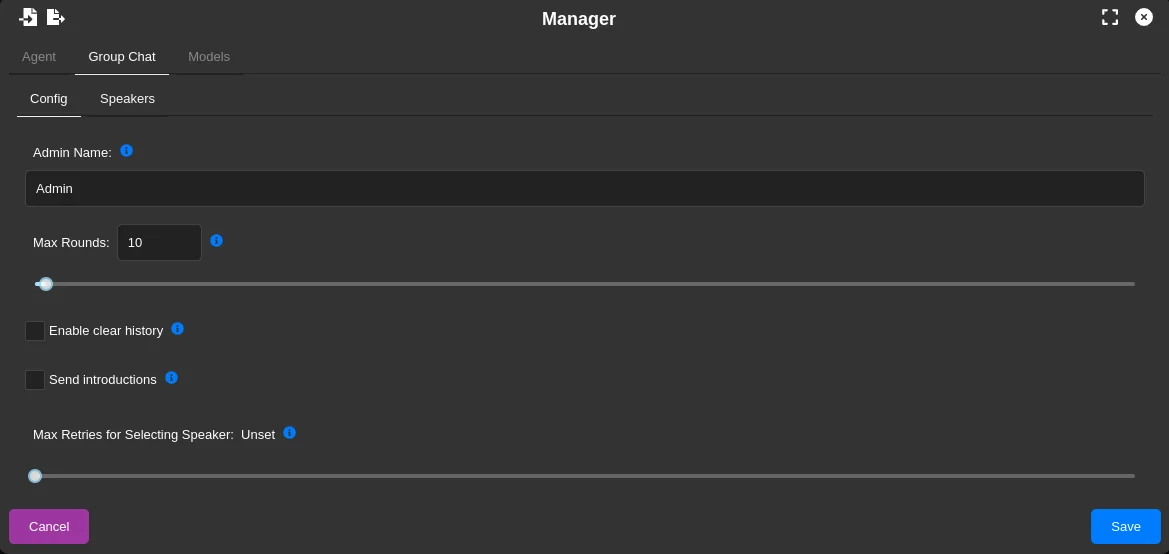 Manager
Agent Group Chat Models
Config Speakers
Admin Name:
Admin
Max Rounds: 10
Enable clear history
Send introductions
Max Retries for Selecting Speaker: Unset
Cancel Save